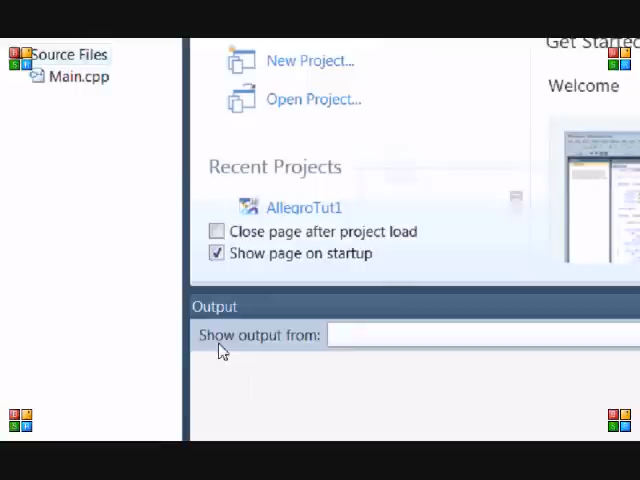 Source Files
Main.cpp
New Project...
Open Project...
Recent Projects
AllegroTut1
Close page after project load
Show page on startup
Get Started
Welcome
Output
Show output from: